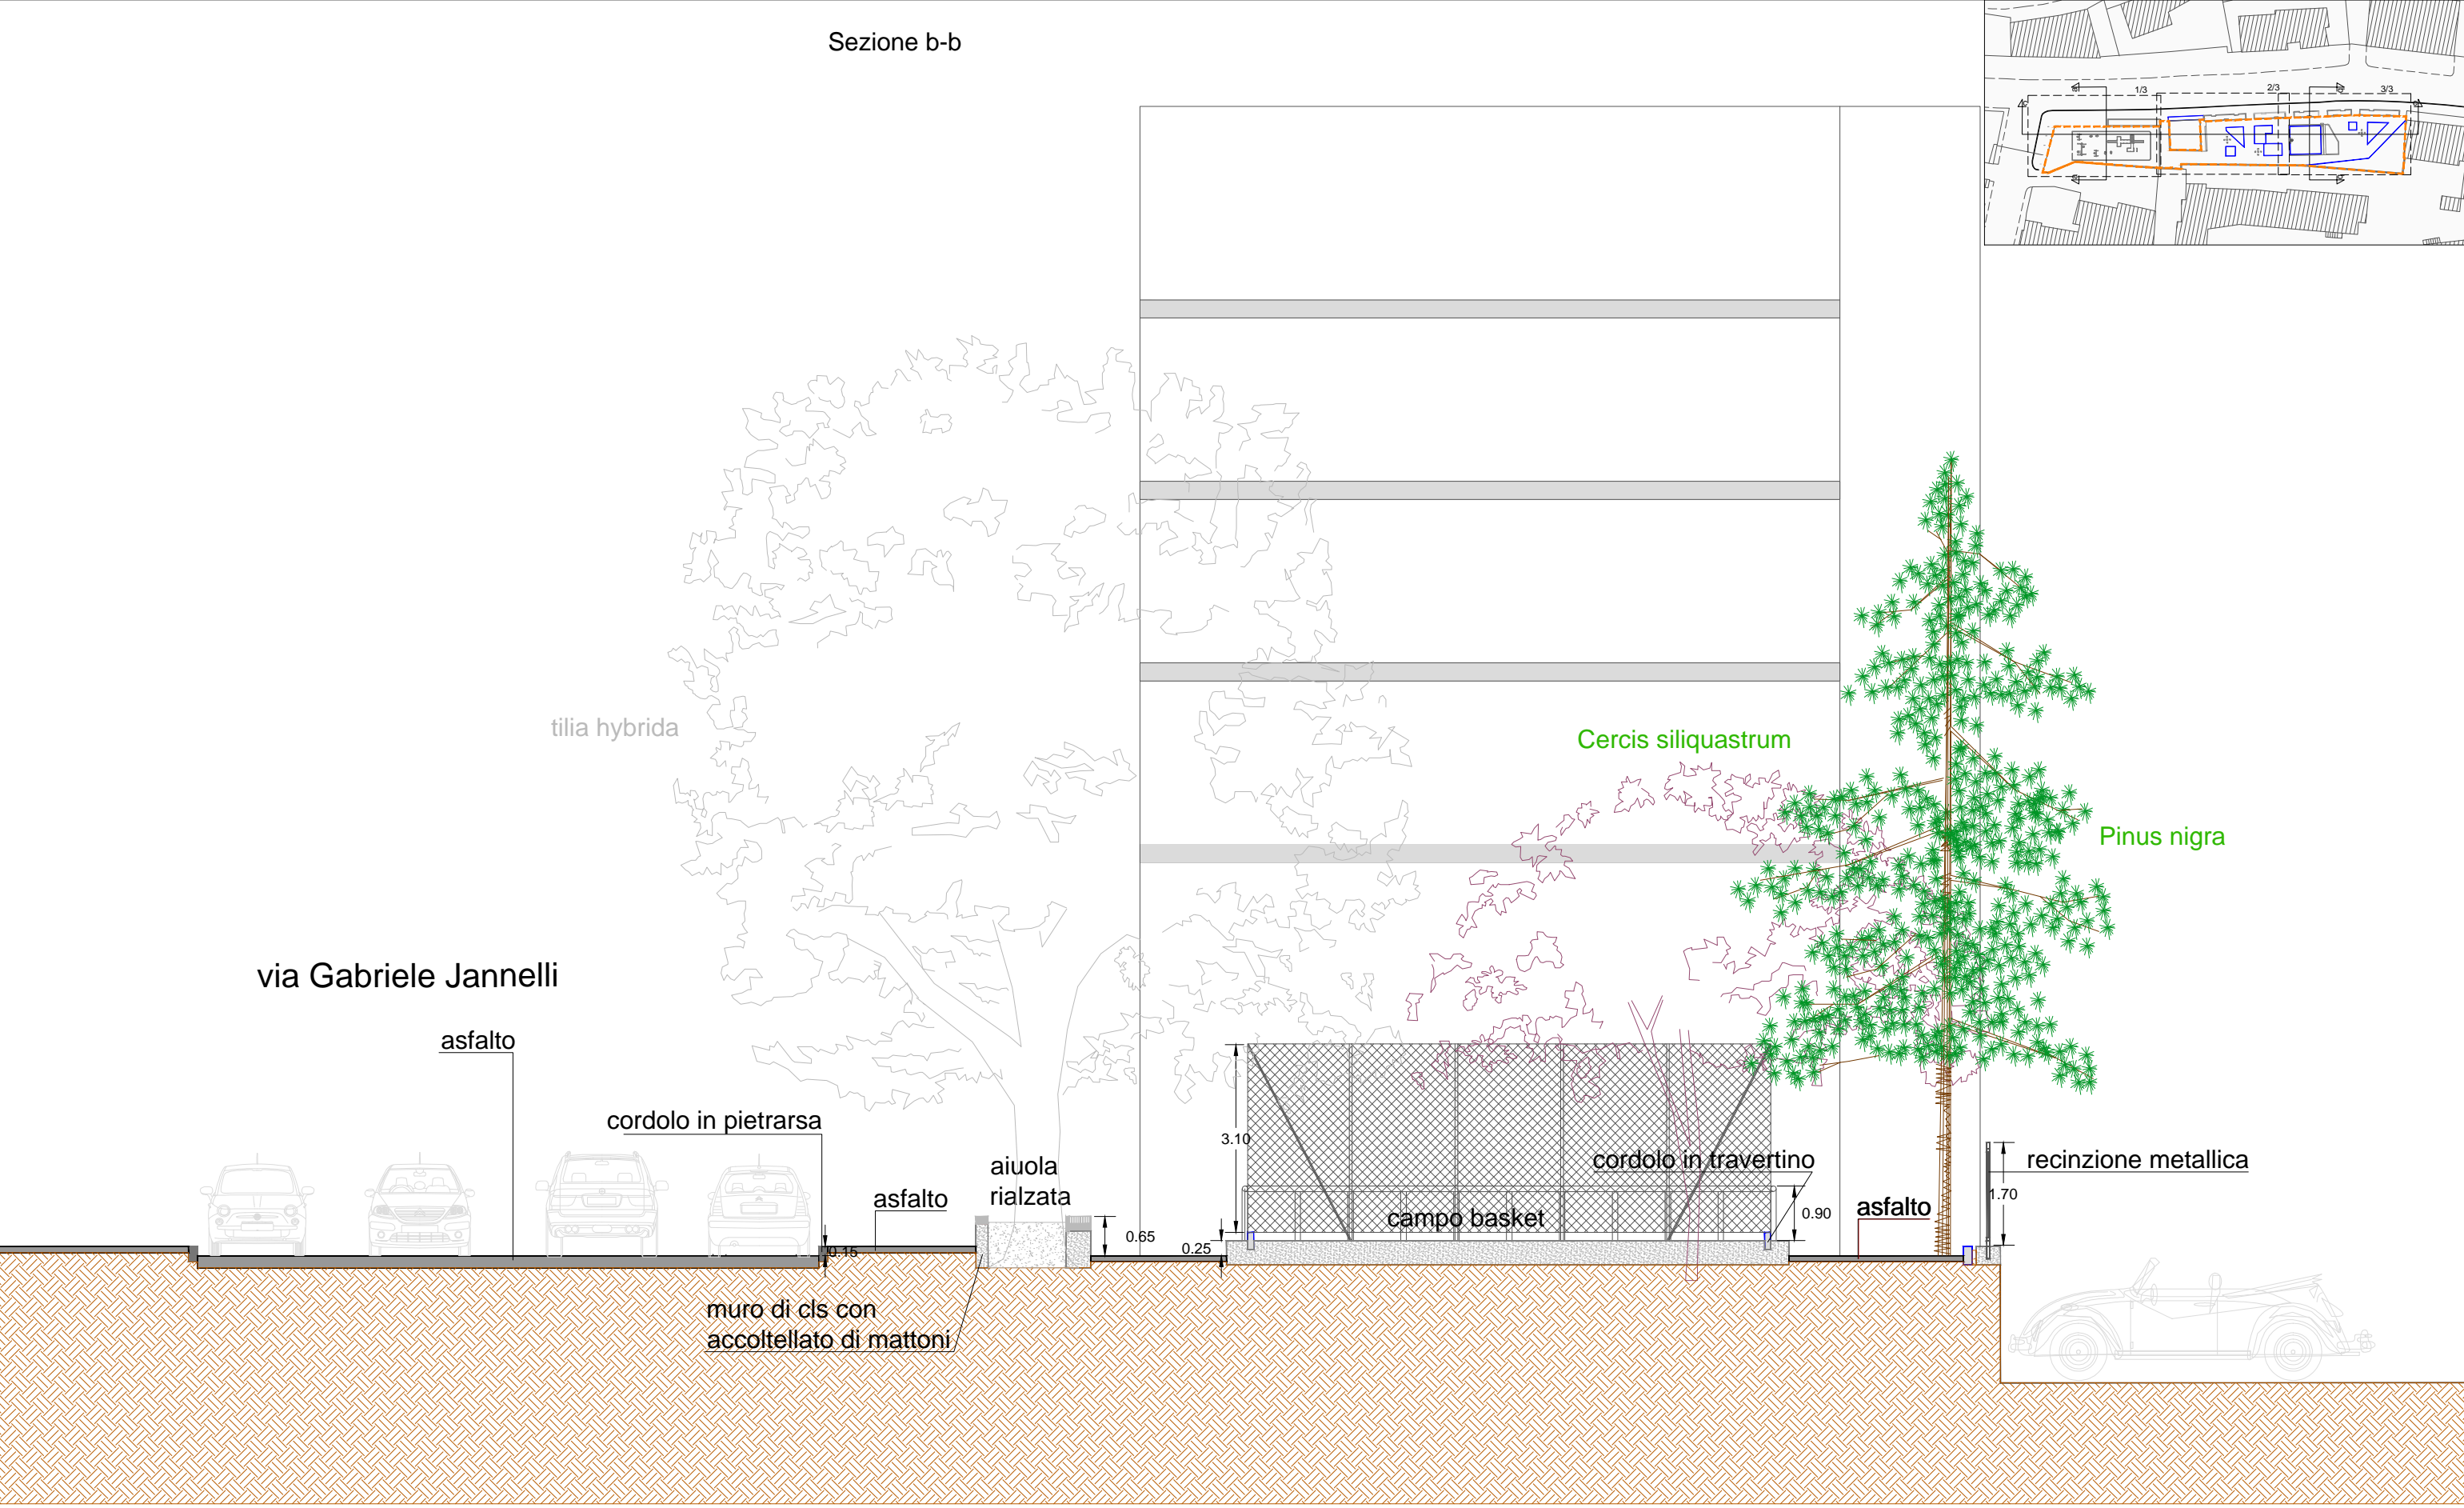 Sezione b-b
1/3
2/3
3/3
tilia hybrida
Cercis siliquastrum
Pinus nigra
via Gabriele Jannelli
asfalto
cordolo in pietrarsa
3.10
aiuola
rialzata
cordolo in travertino
recinzione metallica
asfalto
1.70
asfalto
campo basket
0.90
0.65
0.25
0.15
muro di cls con
accoltellato di mattoni